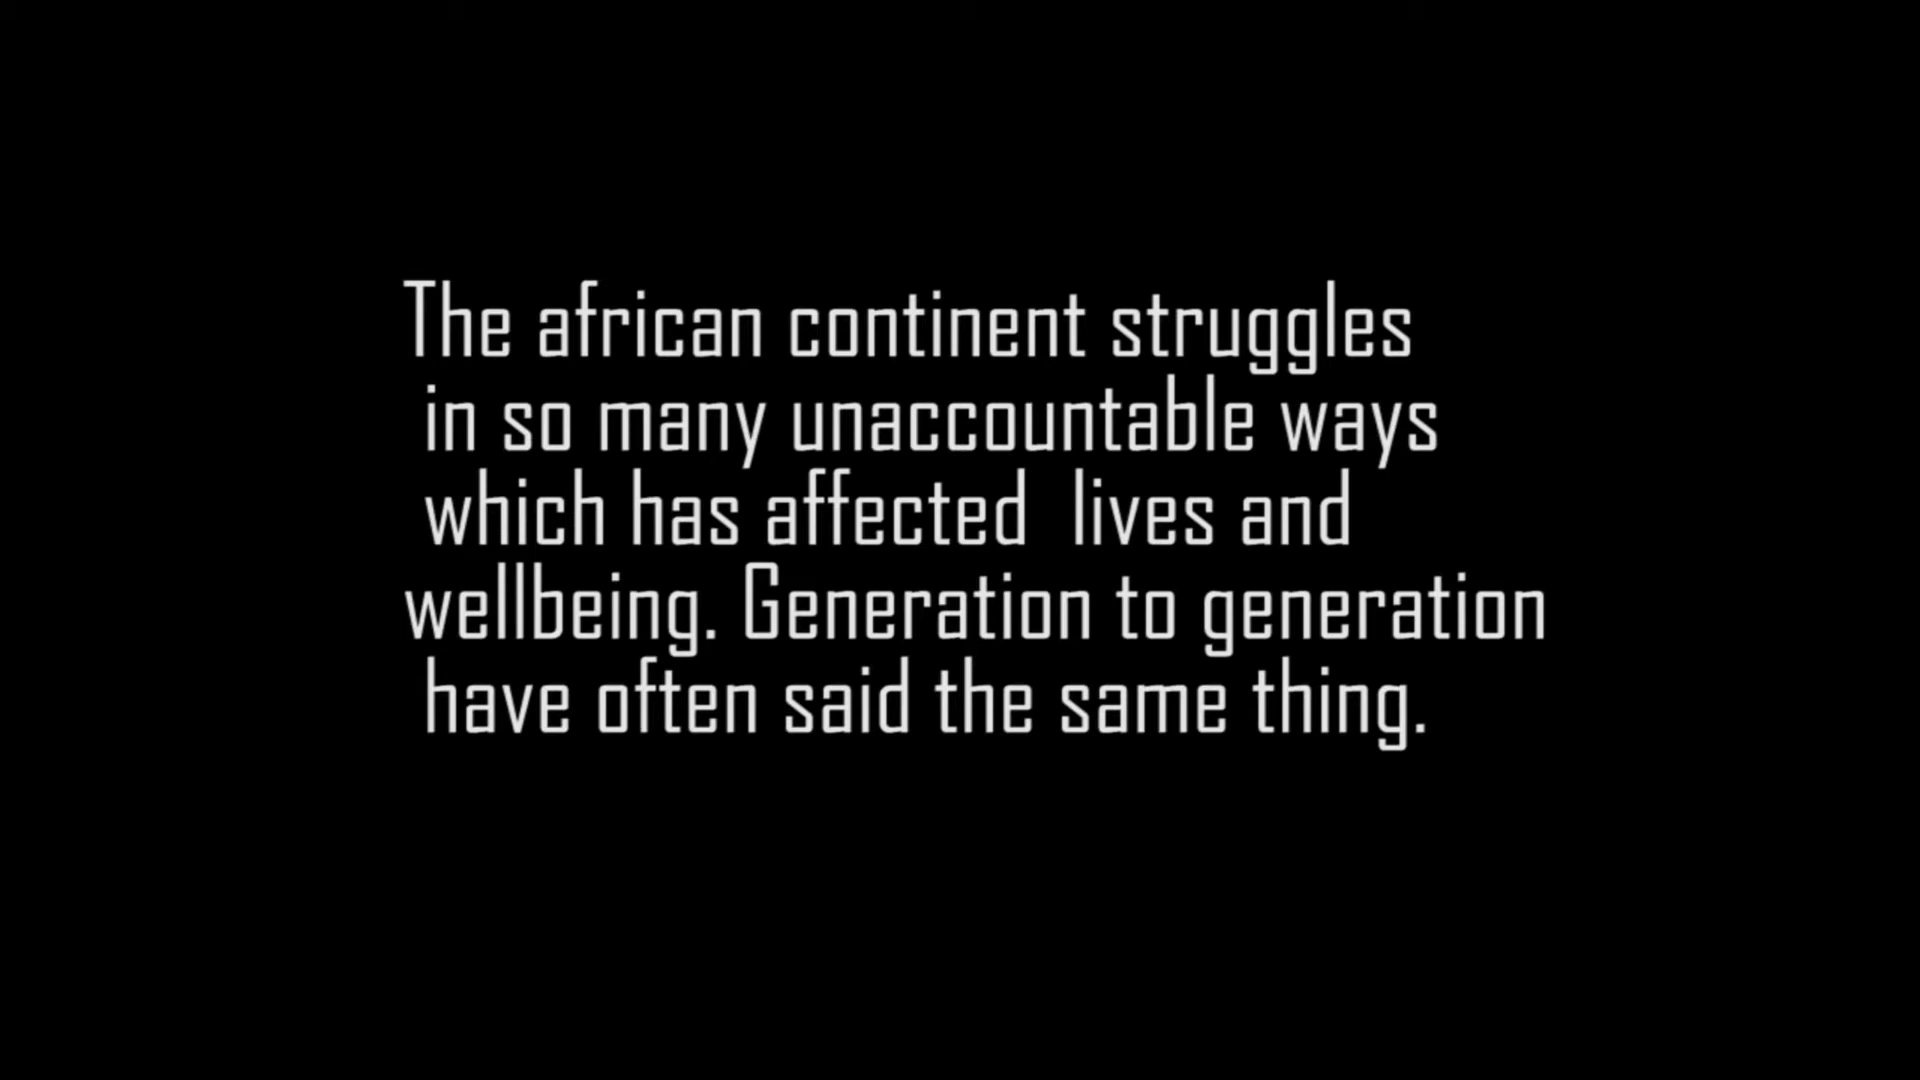 The african continent struggles
in so many unaccountable ways
which has affected  lives and
wellbeing. Generation to generation
have often said the same thing.